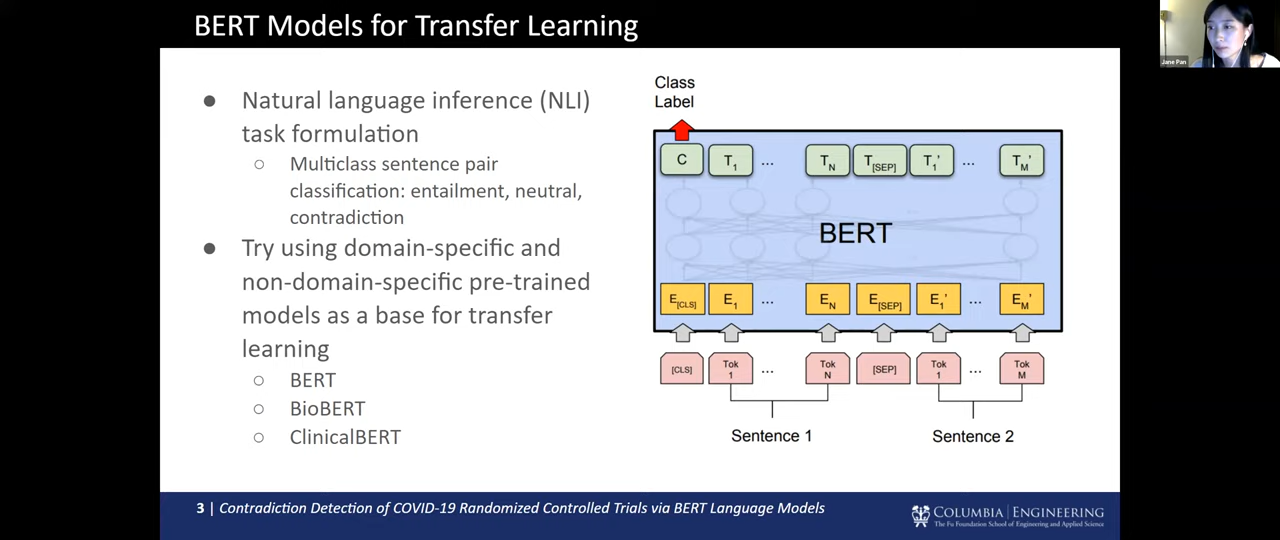 BERT Models for Transfer Learning
Jane Pan
● Natural language inference (NLI)
task formulation
○ Multiclass sentence pair
classification: entailment, neutral,
contradiction
● Try using domain-specific and
non-domain-specific pre-trained
models as a base for transfer
learning
○ BERT
○ BioBERT
○ ClinicalBERT
Class
Label
C T1 ... TN T[SEP] T1' ... TM'
BERT
E[CLS] E1 ... EN E[SEP] E1' ... EM'
[CLS] Tok 1 ... Tok N [SEP] Tok 1 ... Tok M
Sentence 1 Sentence 2
3 | Contradiction Detection of COVID-19 Randomized Controlled Trials via BERT Language Models
COLUMBIA | ENGINEERING
The Fu Foundation School of Engineering and Applied Science